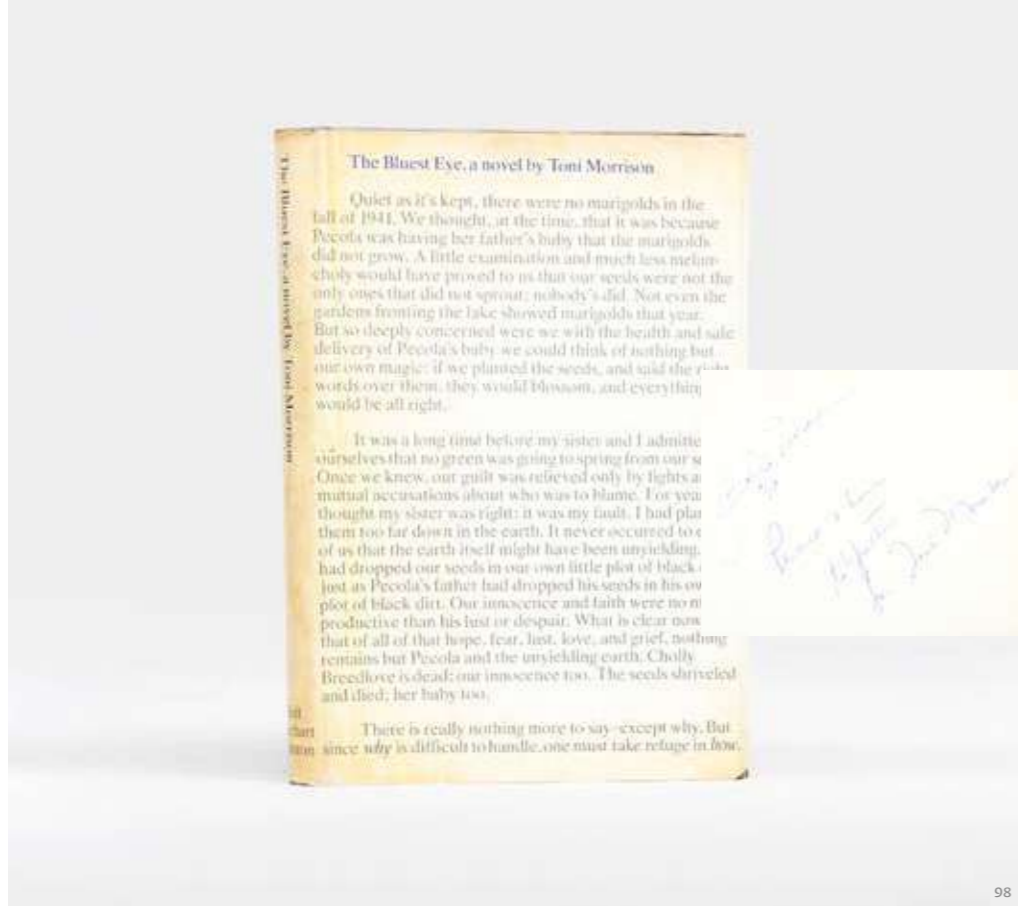 The Bluest Eye, a novel by Toni Morrison
The Bluest Eye, a novel by Toni Morrison
Quiet as it's kept, there were no marigolds in the
fall of 1941. We thought, at the time, that it was because
Pecola was having her father's baby that the marigolds
did not grow. A little examination and much less melan-
choly would have proved to us that our seeds were not the
only ones that did not sprout; nobody's did. Not even the
gardens fronting the lake showed marigolds that year.
But so deeply concerned were we with the health and safe
delivery of Pecola's baby we could think of nothing but
our own magic: if we planted the seeds, and said the right
words over them, they would blossom, and everything
would be all right.
It was a long time before my sister and I admitte
ourselves that no green was going to spring from our se
Once we knew, our guilt was relieved only by fights a
mutual accusations about who was to blame. For yea
thought my sister was right: it was my fault. I had pla
them too far down in the earth. It never occurred to e
of us that the earth itself might have been unyielding.
had dropped our seeds in our own little plot of black
just as Pecola's father had dropped his seeds in his ow
plot of black dirt. Our innocence and faith were no m
productive than his lust or despair. What is clear now
that of all of that hope, fear, lust, love, and grief, nothing
remains but Pecola and the unyielding earth. Cholly
Breedlove is dead; our innocence too. The seeds shriveled
and died; her baby too.
There is really nothing more to say–except why. But
since why is difficult to handle, one must take refuge in how.
Toni Morrison
98